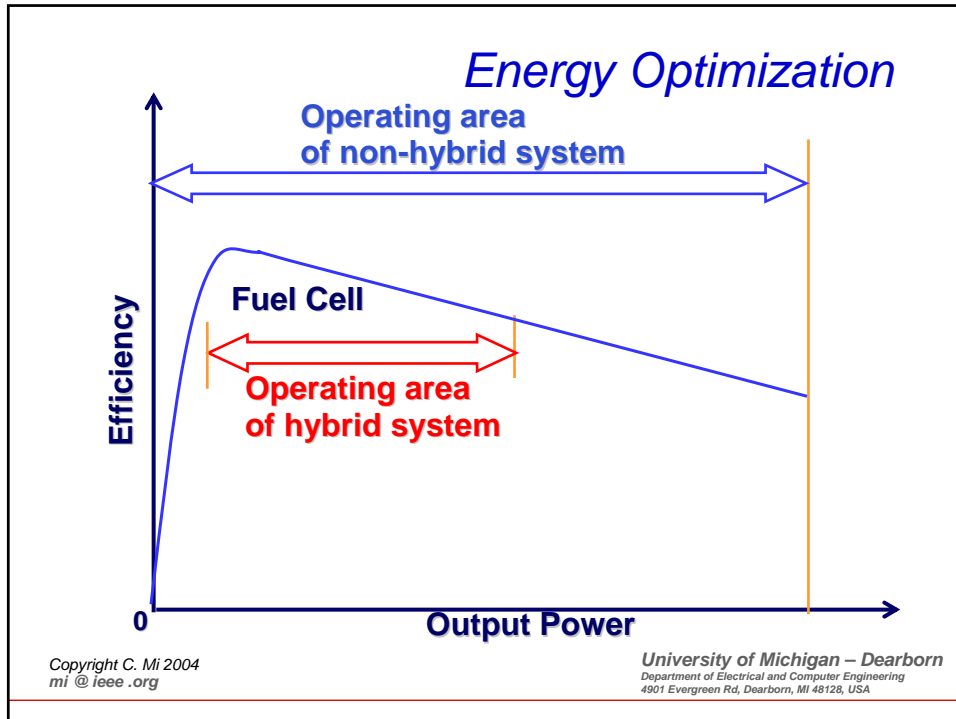 Energy Optimization
Operating area
of non-hybrid system
Fuel Cell
Operating area
of hybrid system
Efficiency
0
Output Power
Copyright C. Mi 2004
mi @ ieee .org
University of Michigan – Dearborn
Department of Electrical and Computer Engineering
4901 Evergreen Rd, Dearborn, MI 48128, USA